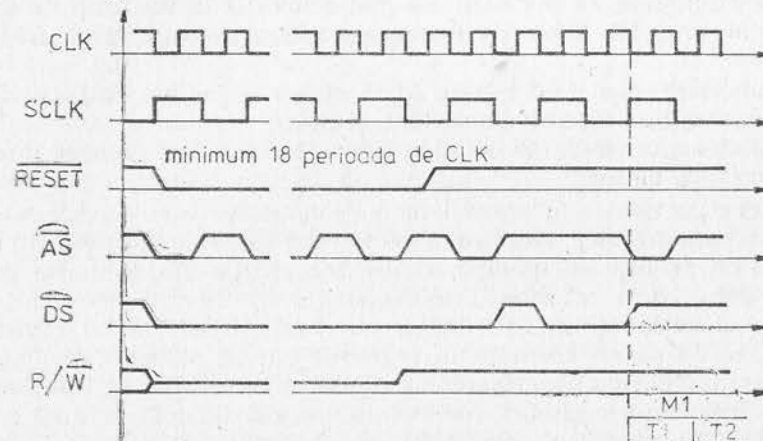 CLK
SCLK
minimum 18 perioada de CLK
RESET
AS
DS
R/W
M1
T1 T2